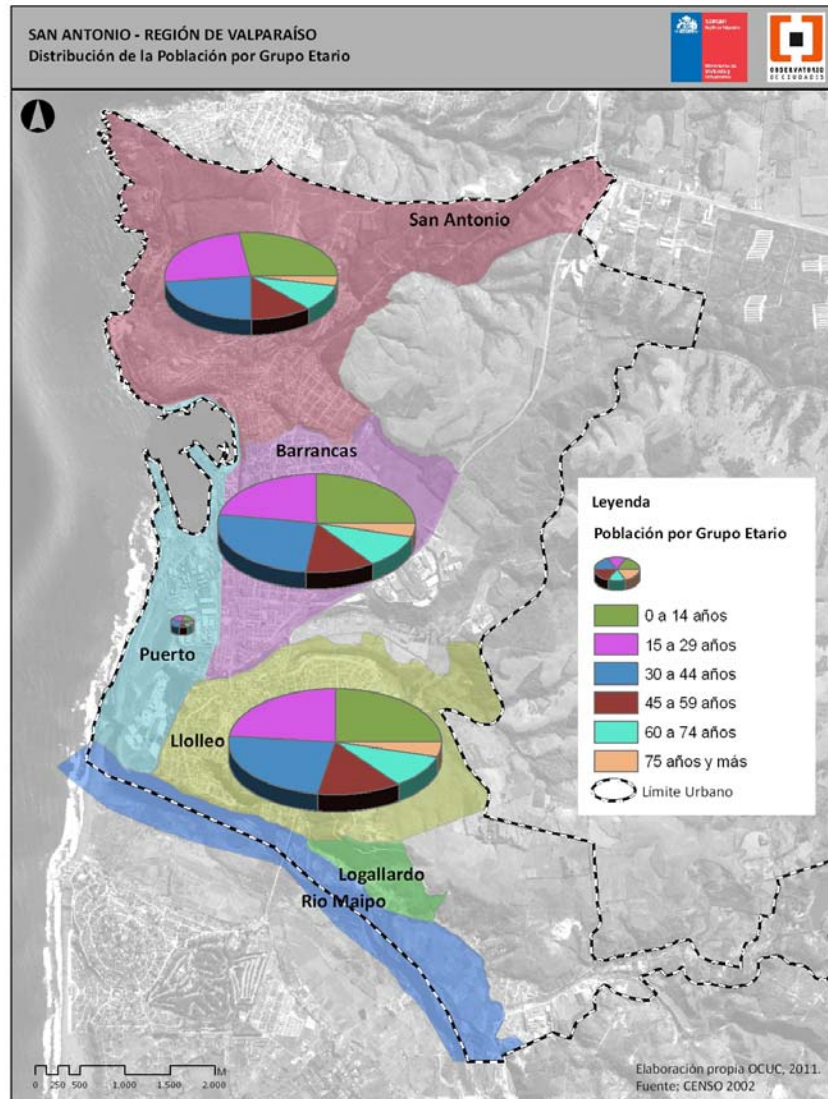 SAN ANTONIO - REGIÓN DE VALPARAÍSO
Distribución de la Población por Grupo Etario
OBSERVATORIO
DE CIUDADES
San Antonio
Barrancas
Puerto
Llolleo
Logallardo
Rio Maipo
Leyenda
Población por Grupo Etario
0 a 14 años
15 a 29 años
30 a 44 años
45 a 59 años
60 a 74 años
75 años y más
Límite Urbano
M
0 250 500 1.000 1.500 2.000
Elaboración propia OCUC, 2011.
Fuente; CENSO 2002